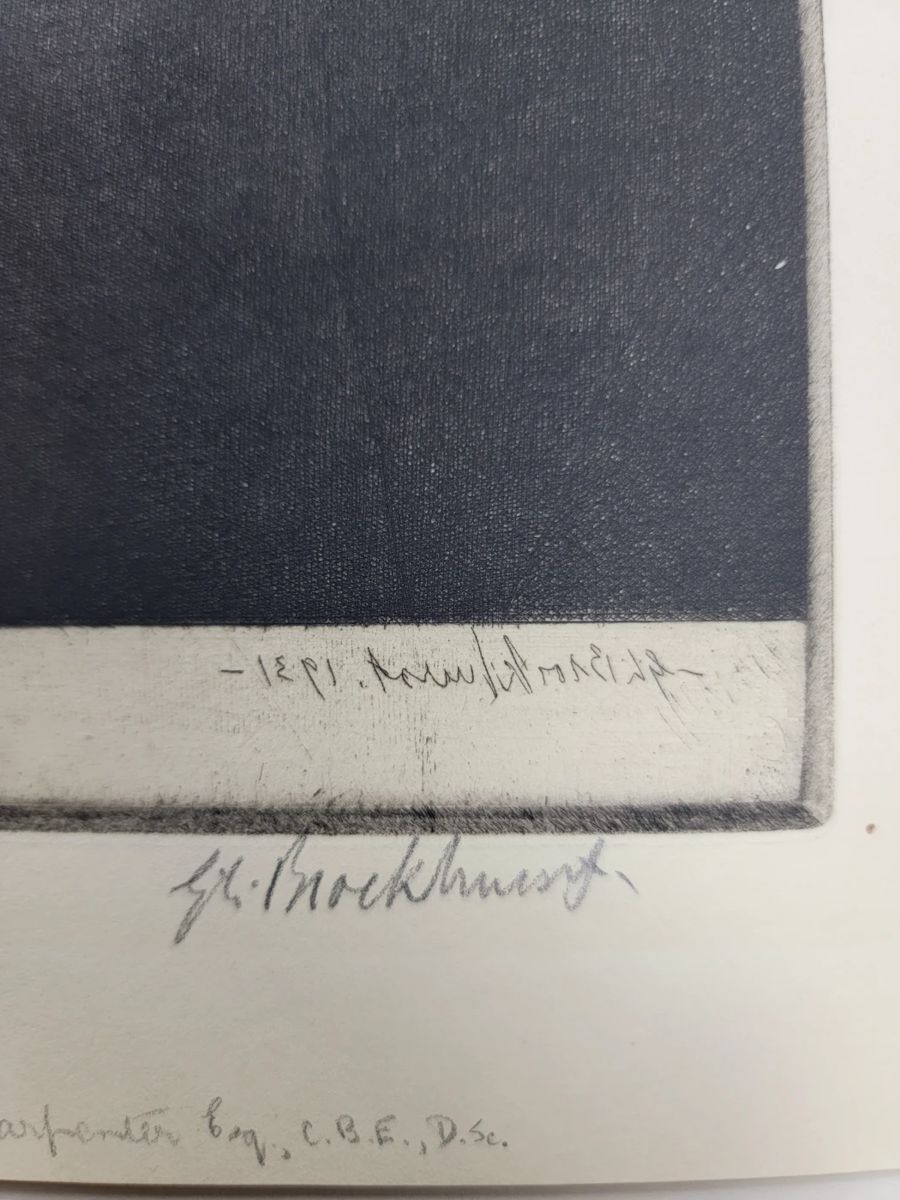 — G.L. Brockhurst. 1931 —
G.L. Brockhurst.
arpenter Esq., C.B.E., D.Sc.